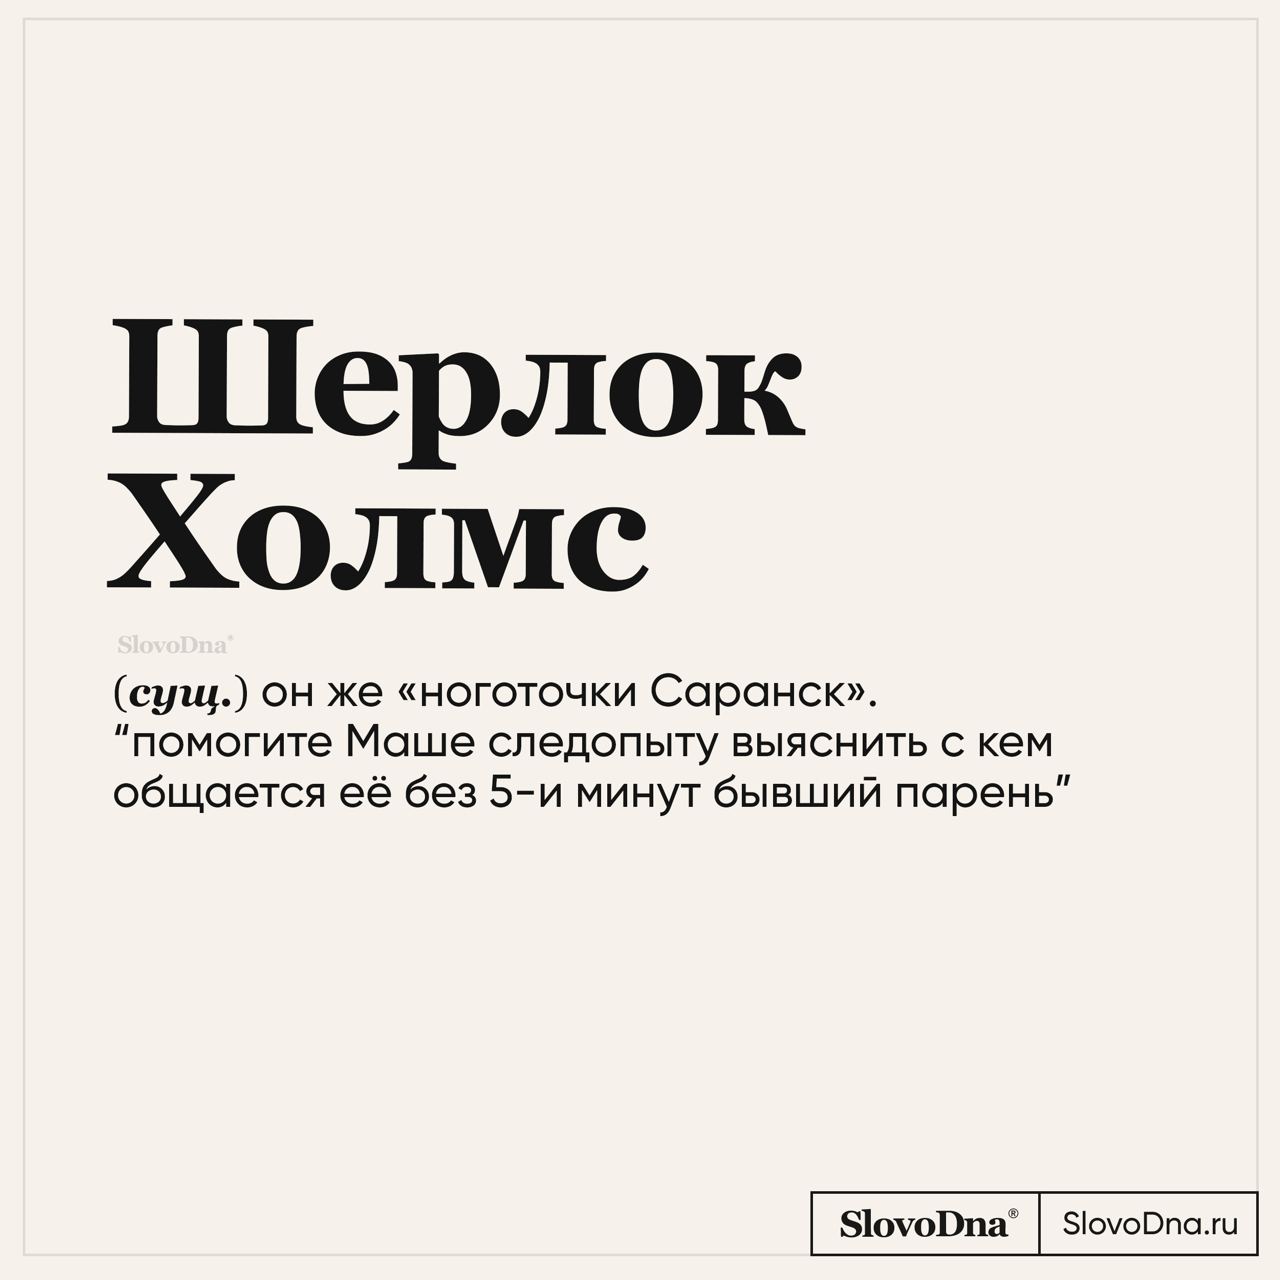 Шерлок
Холмс
SlovoDna®
(сущ.) он же «ноготочки Саранск».
“помогите Маше следопыту выяснить с кем
общается её без 5-и минут бывший парень”
SlovoDna®
SlovoDna.ru